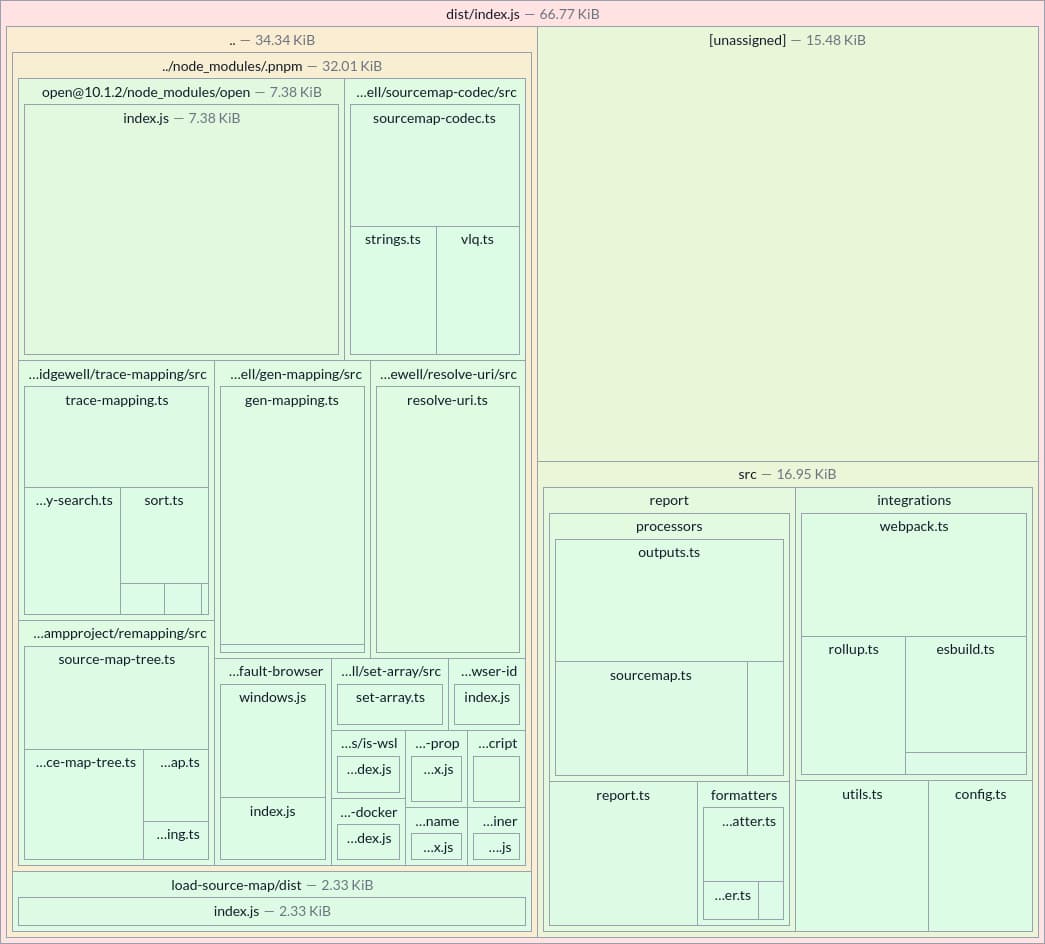 dist/index.js — 66.77 KiB
.. — 34.34 KiB
../node_modules/.pnpm — 32.01 KiB
open@10.1.2/node_modules/open — 7.38 KiB
index.js — 7.38 KiB
…ell/sourcemap-codec/src
sourcemap-codec.ts
strings.ts
vlq.ts
…idgewell/trace-mapping/src
trace-mapping.ts
…y-search.ts
sort.ts
…ell/gen-mapping/src
gen-mapping.ts
…ewell/resolve-uri/src
resolve-uri.ts
…ampproject/remapping/src
source-map-tree.ts
…ce-map-tree.ts
…ap.ts
…ing.ts
…fault-browser
windows.js
index.js
…ll/set-array/src
set-array.ts
…wser-id
index.js
…s/is-wsl
…dex.js
…-prop
…x.js
…cript
…-docker
…dex.js
…name
…x.js
…iner
….js
load-source-map/dist — 2.33 KiB
index.js — 2.33 KiB
[unassigned] — 15.48 KiB
src — 16.95 KiB
report
processors
outputs.ts
sourcemap.ts
report.ts
formatters
…atter.ts
…er.ts
integrations
webpack.ts
rollup.ts
esbuild.ts
utils.ts
config.ts